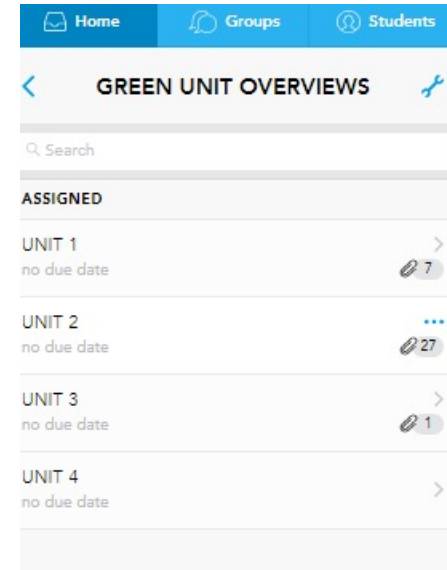 Home Groups Students
GREEN UNIT OVERVIEWS
Search
ASSIGNED
UNIT 1
no due date 7
UNIT 2
no due date 27
UNIT 3
no due date 1
UNIT 4
no due date